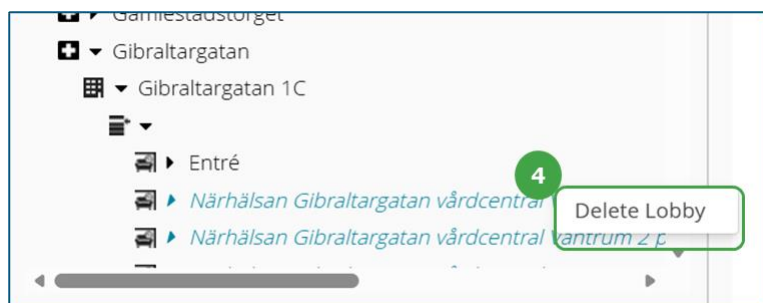 Gamlestadstorget
Gibraltargatan
Gibraltargatan 1C
Entré
4
Närhälsan Gibraltargatan vårdcentral
Delete Lobby
Närhälsan Gibraltargatan vårdcentral Väntrum 2 p